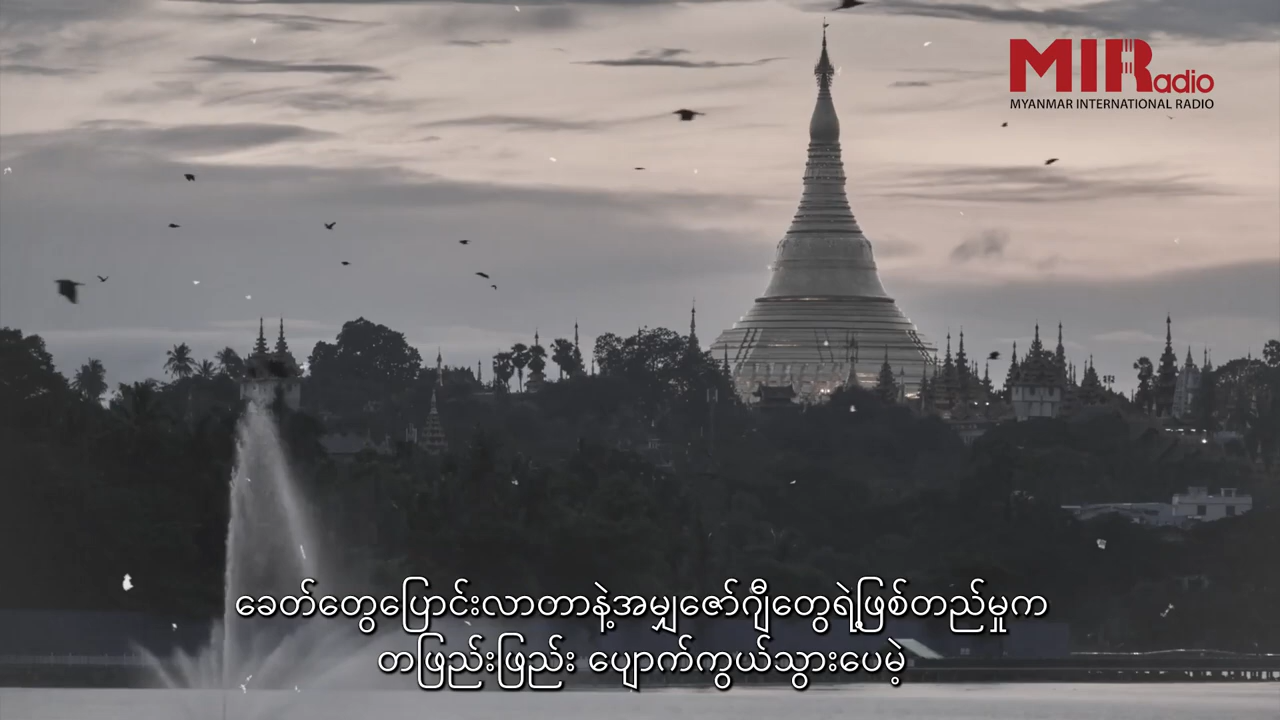 MIRadio
MYANMAR INTERNATIONAL RADIO
ခေတ်တွေပြောင်းလာတာနဲ့အမျှဇော်ဂျီတွေရဲ့ဖြစ်တည်မှုက
တဖြည်းဖြည်း ပျောက်ကွယ်သွားပေမဲ့